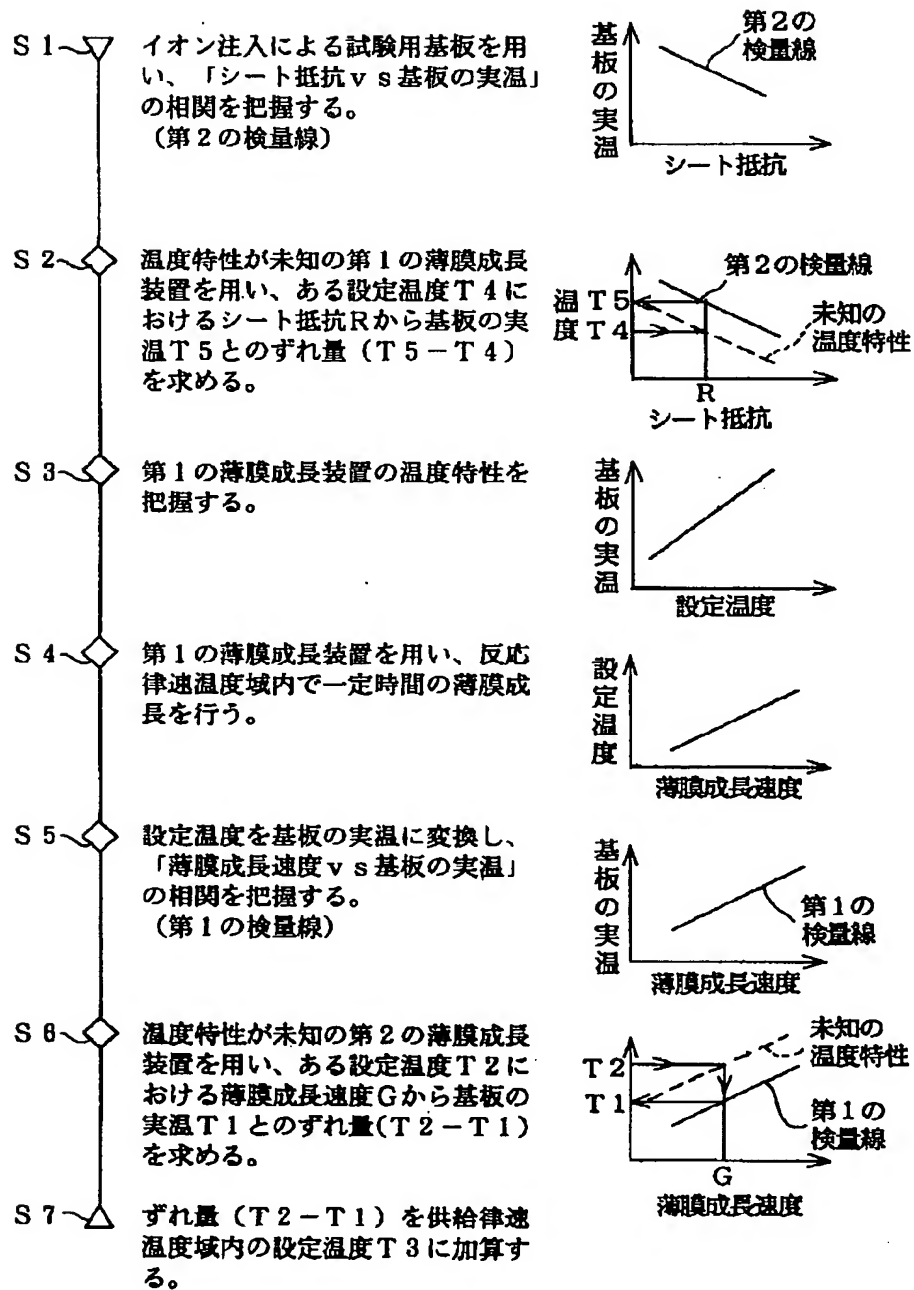 S1
イオン注入による試験用基板を用
い、「シート抵抗vs基板の実温」
の相関を把握する。
(第2の検量線)
基板の実温
第2の
検量線
シート抵抗
S2
温度特性が未知の第1の薄膜成長
装置を用い、ある設定温度T4に
おけるシート抵抗Rから基板の実
温T5とのずれ量(T5-T4)
を求める。
温度
T5
T4
第2の検量線
未知の
温度特性
R
シート抵抗
S3
第1の薄膜成長装置の温度特性を
把握する。
基板の実温
設定温度
S4
第1の薄膜成長装置を用い、反応
律速温度域内で一定時間の薄膜成
長を行う。
設定温度
薄膜成長速度
S5
設定温度を基板の実温に変換し、
「薄膜成長速度vs基板の実温」
の相関を把握する。
(第1の検量線)
基板の実温
第1の
検量線
薄膜成長速度
S6
温度特性が未知の第2の薄膜成長
装置を用い、ある設定温度T2に
おける薄膜成長速度Gから基板の
実温T1とのずれ量(T2-T1)
を求める。
T2
T1
未知の
温度特性
第1の
検量線
G
薄膜成長速度
S7
ずれ量(T2-T1)を供給律速
温度域内の設定温度T3に加算す
る。